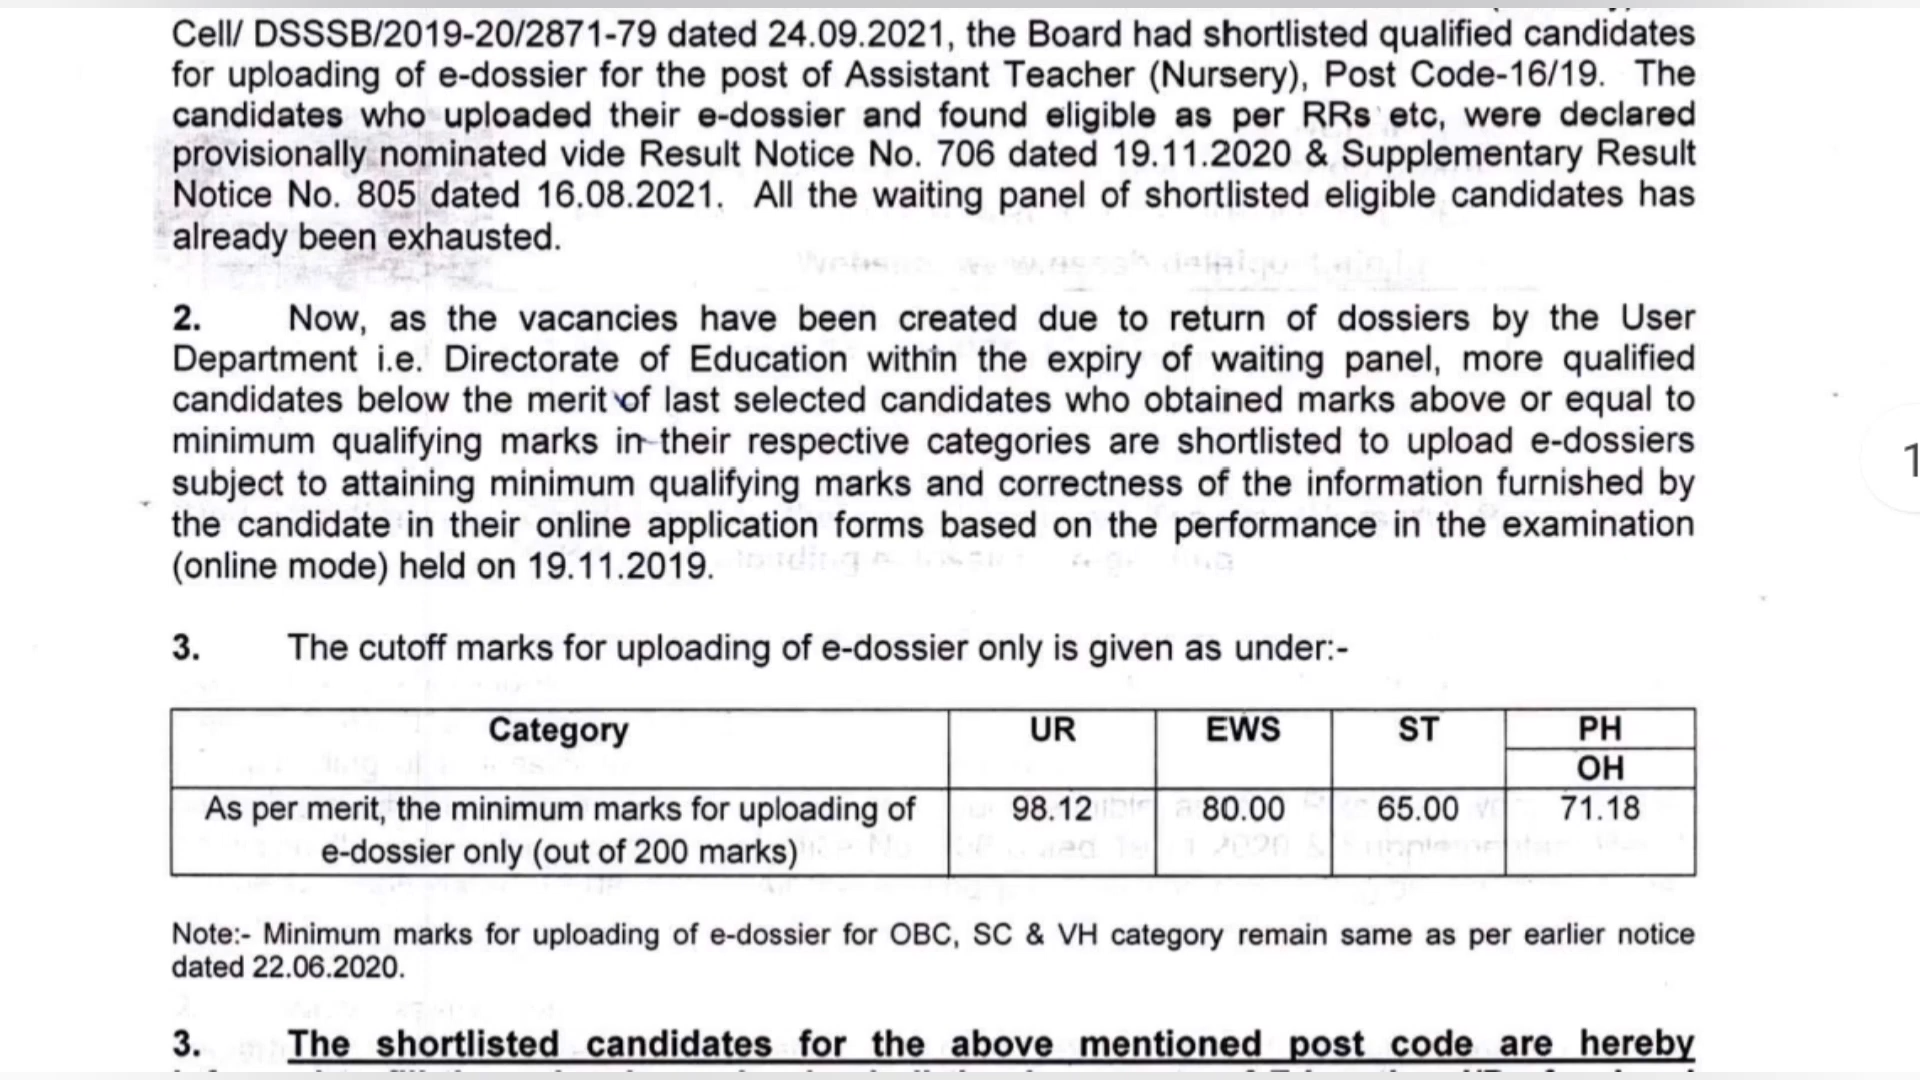 Cell/ DSSSB/2019-20/2871-79 dated 24.09.2021, the Board had shortlisted qualified candidates
for uploading of e-dossier for the post of Assistant Teacher (Nursery), Post Code-16/19. The
candidates who uploaded their e-dossier and found eligible as per RRs etc, were declared
provisionally nominated vide Result Notice No. 706 dated 19.11.2020 & Supplementary Result
Notice No. 805 dated 16.08.2021. All the waiting panel of shortlisted eligible candidates has
already been exhausted.
2. Now, as the vacancies have been created due to return of dossiers by the User
Department i.e. Directorate of Education within the expiry of waiting panel, more qualified
candidates below the merit of last selected candidates who obtained marks above or equal to
minimum qualifying marks in their respective categories are shortlisted to upload e-dossiers
subject to attaining minimum qualifying marks and correctness of the information furnished by
the candidate in their online application forms based on the performance in the examination
(online mode) held on 19.11.2019.
3. The cutoff marks for uploading of e-dossier only is given as under:-
Category UR EWS ST PH
OH
As per merit, the minimum marks for uploading of 98.12 80.00 65.00 71.18
e-dossier only (out of 200 marks)
Note:- Minimum marks for uploading of e-dossier for OBC, SC & VH category remain same as per earlier notice
dated 22.06.2020.
3. The shortlisted candidates for the above mentioned post code are hereby
1